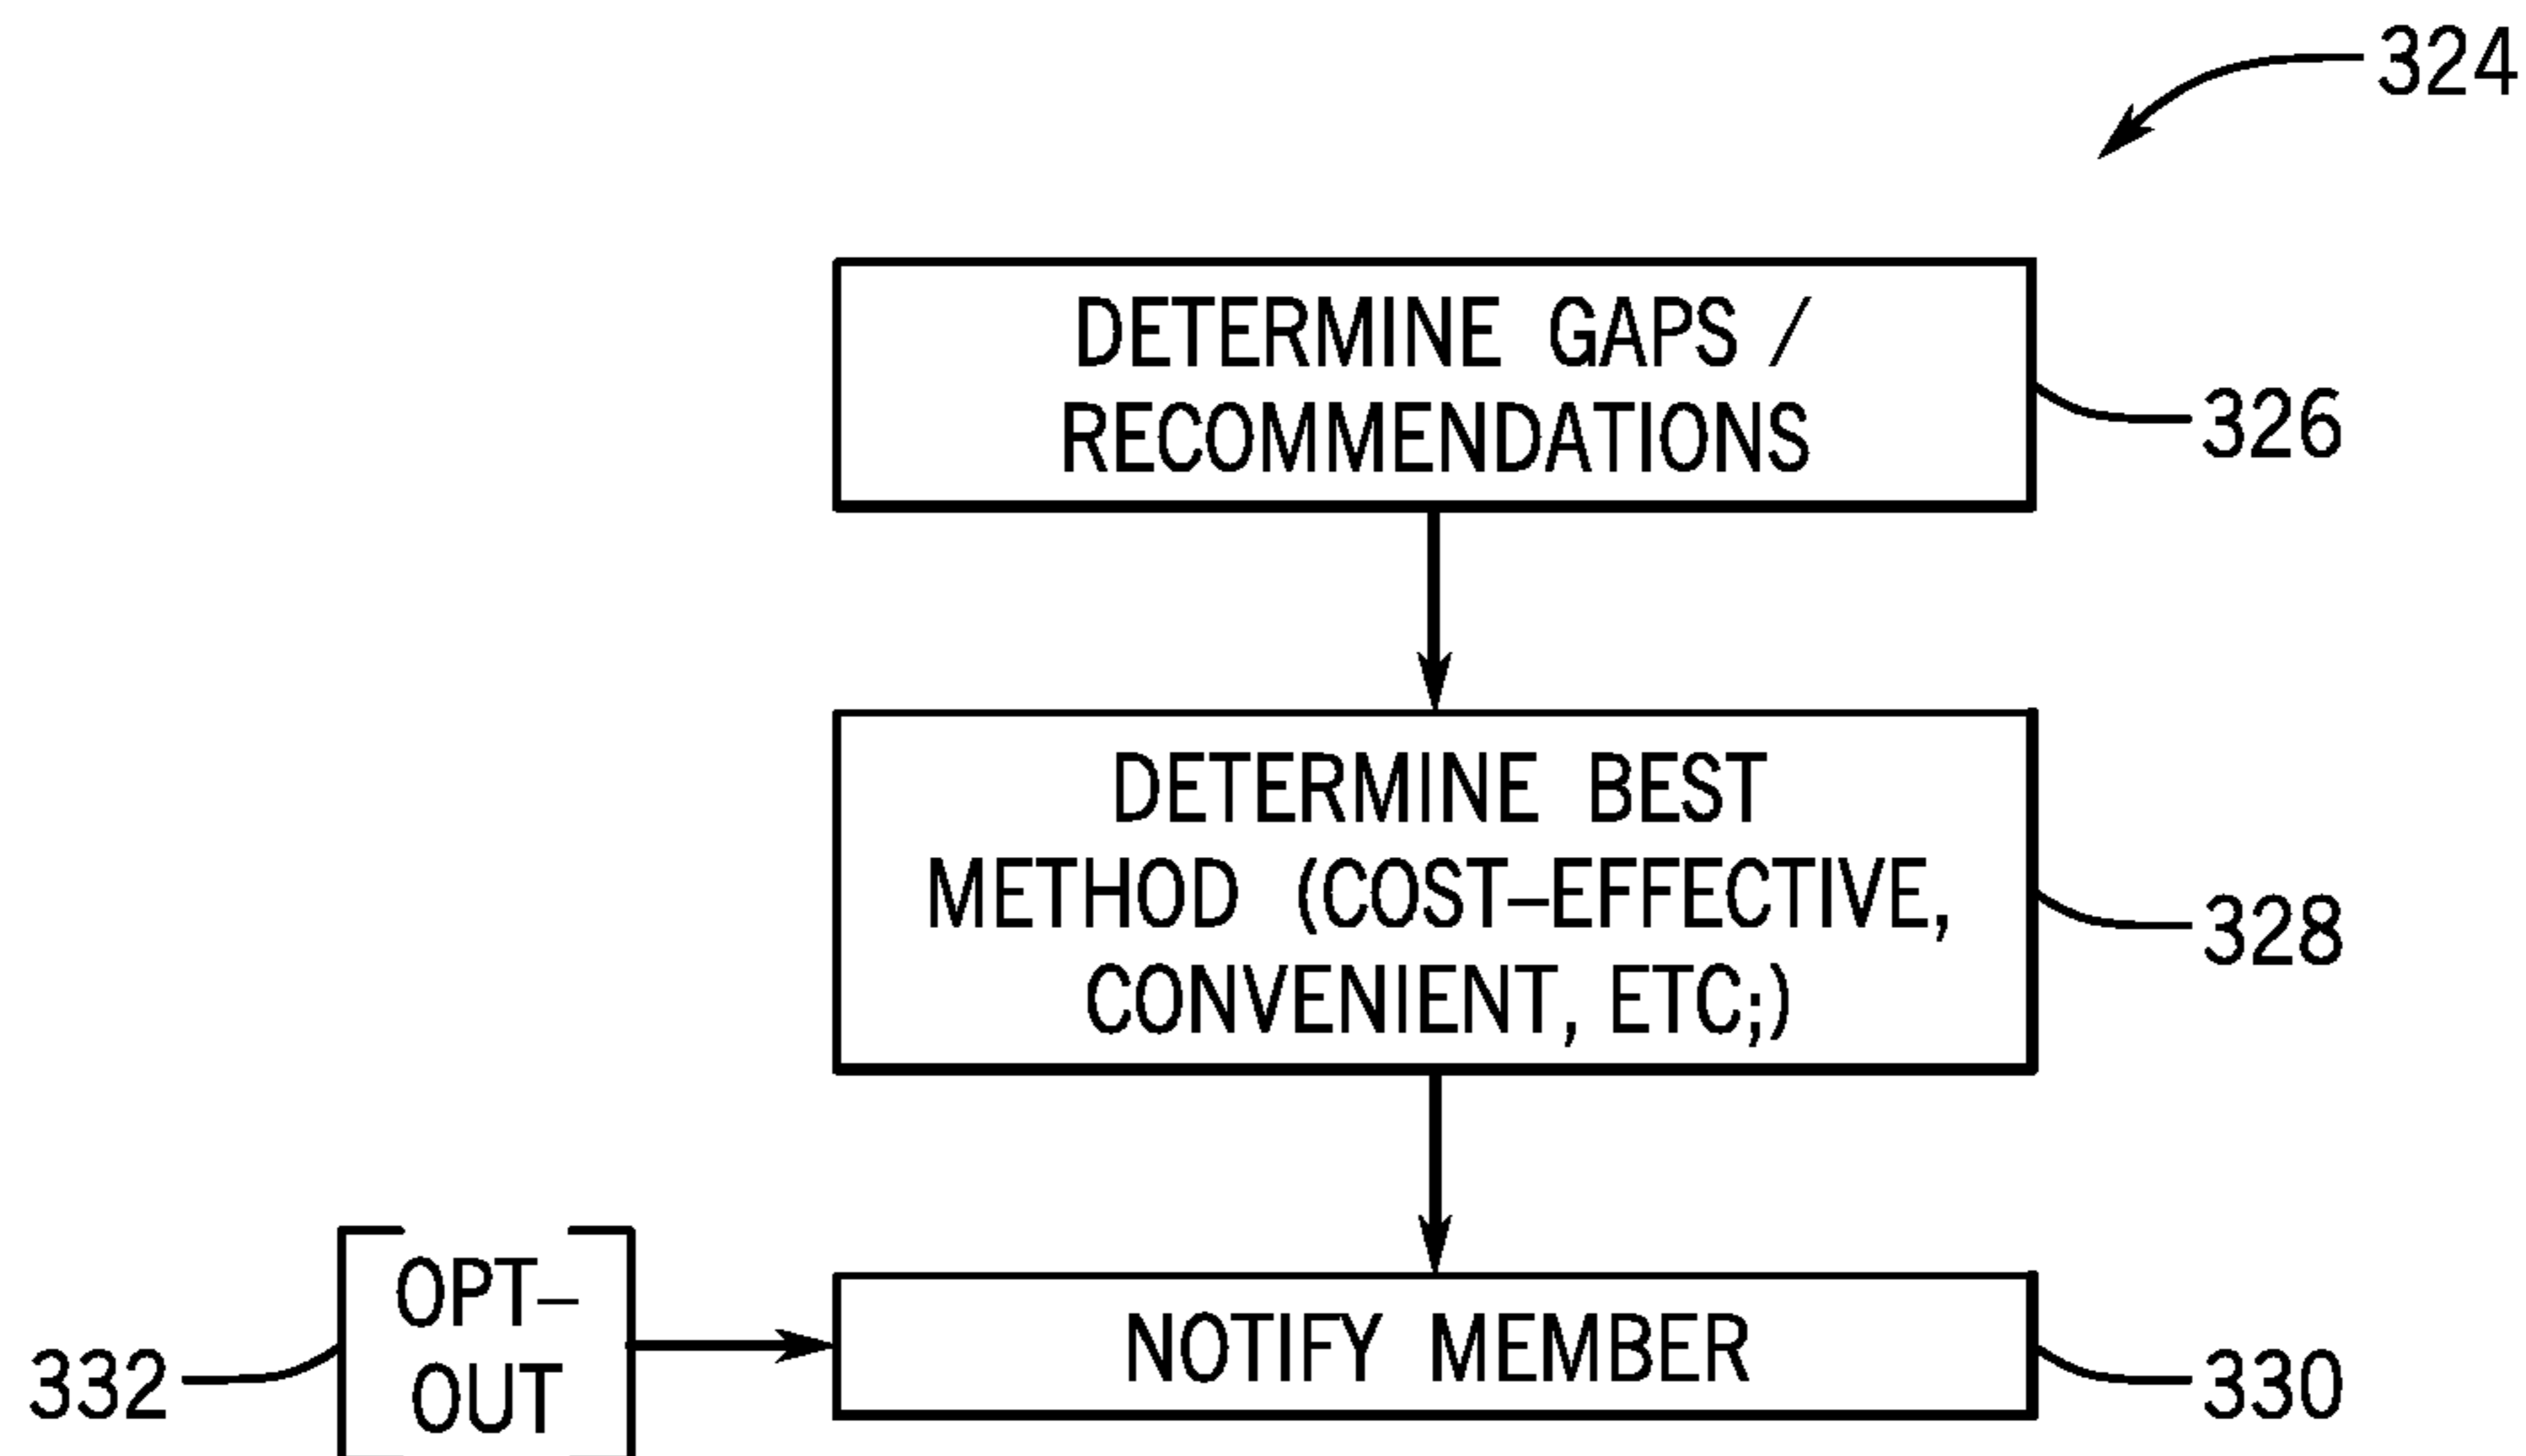 324
DETERMINE GAPS /
RECOMMENDATIONS
326
DETERMINE BEST
METHOD (COST–EFFECTIVE,
CONVENIENT, ETC;)
328
OPT–
OUT
332
NOTIFY MEMBER
330